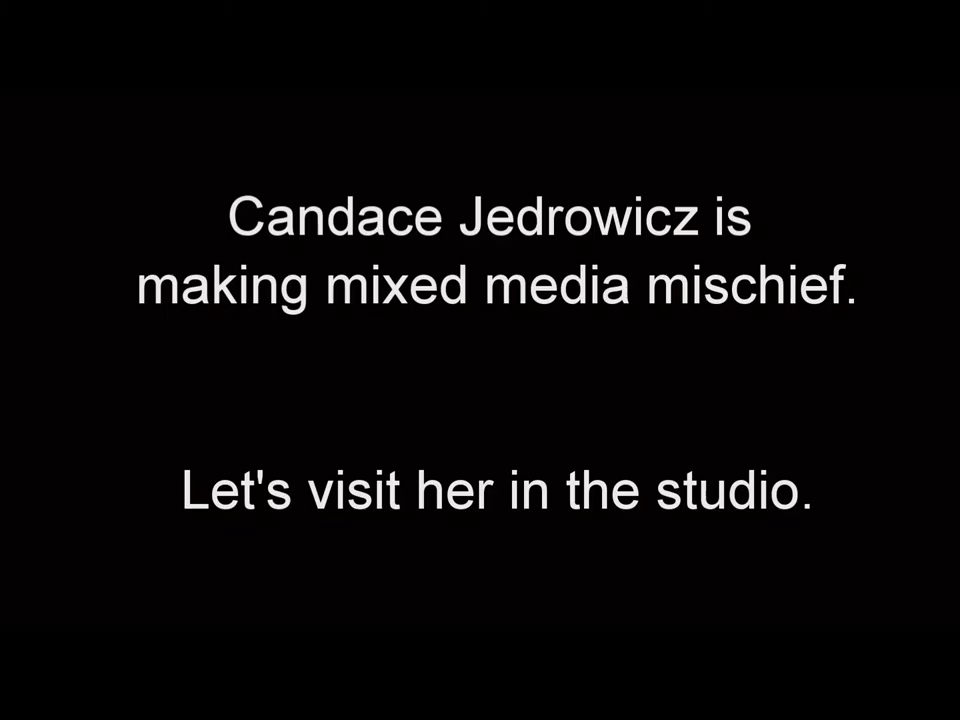 Candace Jedrowicz is
making mixed media mischief.
Let's visit her in the studio.